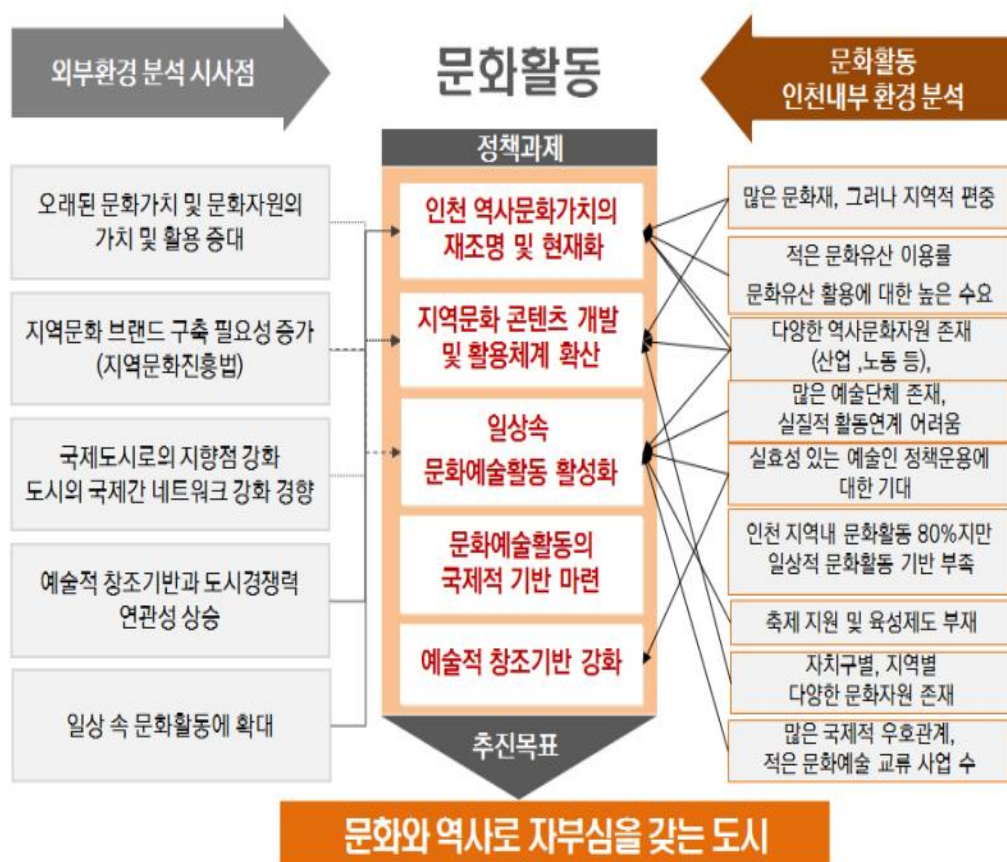 외부환경 분석 시사점
문화활동
문화활동
인천내부 환경 분석
정책과제
오래된 문화가치 및 문화자원의
가치 및 활용 증대
지역문화 브랜드 구축 필요성 증가
(지역문화진흥법)
국제도시로의 지향점 강화
도시의 국제간 네트워크 강화 경향
예술적 창조기반과 도시경쟁력
연관성 상승
일상 속 문화활동에 확대
인천 역사문화가치의
재조명 및 현재화
지역문화 콘텐츠 개발
및 활용체계 확산
일상속
문화예술활동 활성화
문화예술활동의
국제적 기반 마련
예술적 창조기반 강화
많은 문화재, 그러나 지역적 편중
적은 문화유산 이용률
문화유산 활용에 대한 높은 수요
다양한 역사문화자원 존재
(산업 ,노동 등),
많은 예술단체 존재,
실질적 활동연계 어려움
실효성 있는 예술인 정책운용에
대한 기대
인천 지역내 문화활동 80%지만
일상적 문화활동 기반 부족
축제 지원 및 육성제도 부재
자치구별, 지역별
다양한 문화자원 존재
많은 국제적 우호관계,
적은 문화예술 교류 사업 수
추진목표
문화와 역사로 자부심을 갖는 도시